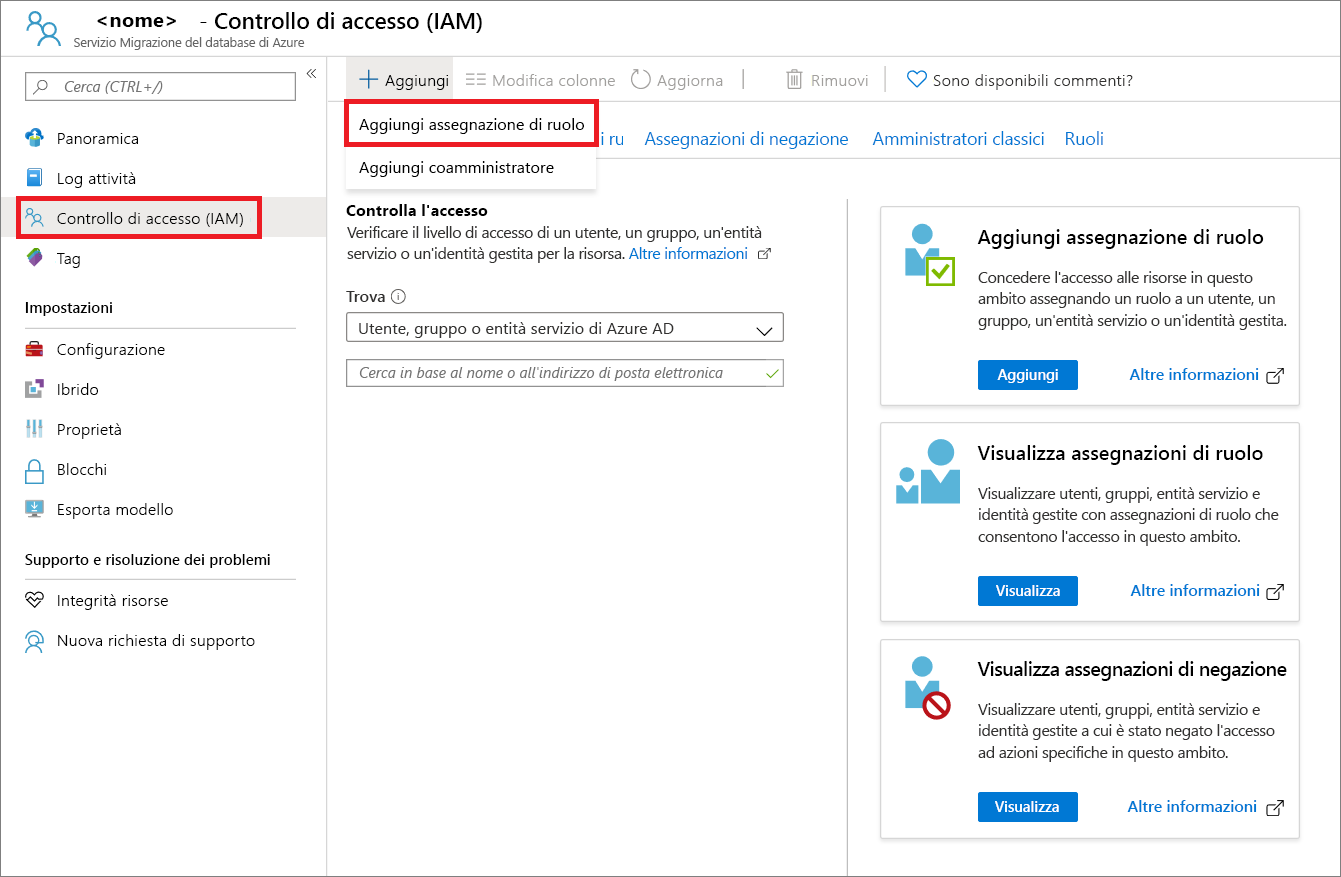 <nome> - Controllo di accesso (IAM)
Servizio Migrazione del database di Azure
Cerca (CTRL+/)
«
Panoramica
Log attività
Controllo di accesso (IAM)
Tag
Impostazioni
Configurazione
Ibrido
Proprietà
Blocchi
Esporta modello
Supporto e risoluzione dei problemi
Integrità risorse
Nuova richiesta di supporto
Aggiungi Modifica colonne Aggiorna Rimuovi Sono disponibili commenti?
Aggiungi assegnazione di ruolo
Aggiungi coamministratore
i ru Assegnazioni di negazione Amministratori classici Ruoli
Controlla l'accesso
Verificare il livello di accesso di un utente, un gruppo, un'entità
servizio o un'identità gestita per la risorsa. Altre informazioni
Trova
Utente, gruppo o entità servizio di Azure AD
Cerca in base al nome o all'indirizzo di posta elettronica
Aggiungi assegnazione di ruolo
Concedere l'accesso alle risorse in questo
ambito assegnando un ruolo a un utente, un
gruppo, un'entità servizio o un'identità gestita.
Aggiungi Altre informazioni
Visualizza assegnazioni di ruolo
Visualizzare utenti, gruppi, entità servizio e
identità gestite con assegnazioni di ruolo che
consentono l'accesso in questo ambito.
Visualizza Altre informazioni
Visualizza assegnazioni di negazione
Visualizzare utenti, gruppi, entità servizio e
identità gestite a cui è stato negato l'accesso
ad azioni specifiche in questo ambito.
Visualizza Altre informazioni